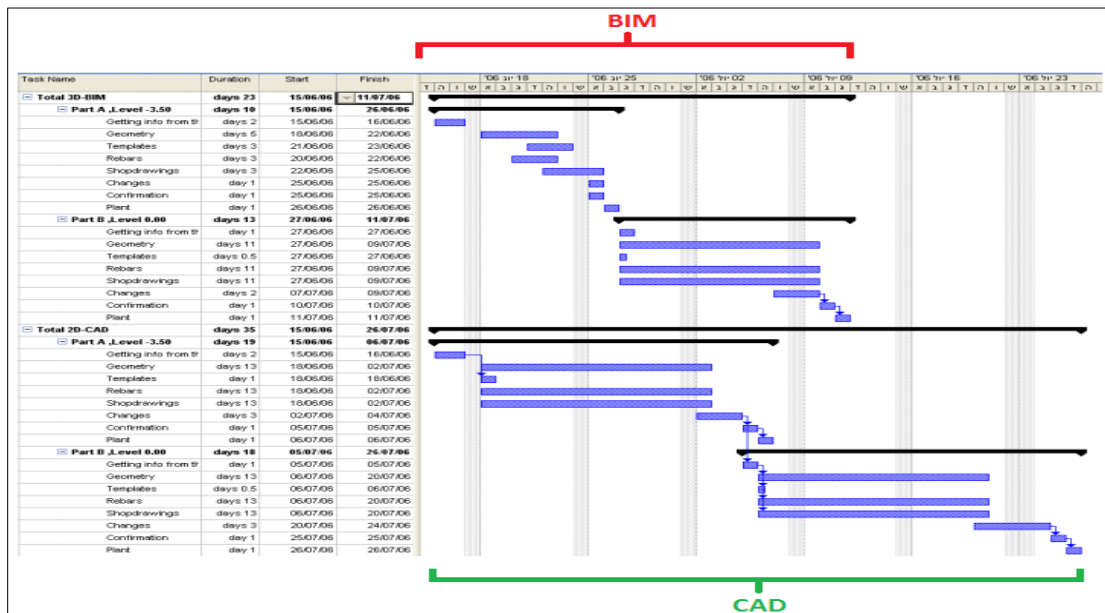 BIM
Task Name Duration Start Finish 18 יונ '06 25 יונ '06 02 יול '06 09 יול '06 16 יול '06 23 יול '06
ד ה ו ש א ב ג ד ה ו ש א ב ג ד ה ו ש א ב ג ד ה ו ש א ב ג ד ה ו ש א ב ג ד ה ו ש א ב ג ד ה
Total 3D-BIM days 23 15/06/06 11/07/06
Part A ,Level -3.50 days 10 15/06/06 26/06/06
Getting info from th days 2 15/06/06 16/06/06
Geometry days 5 18/06/06 22/06/06
Templates days 3 21/06/06 23/06/06
Rebars days 3 20/06/06 22/06/06
Shopdrawings days 3 22/06/06 25/06/06
Changes day 1 25/06/06 25/06/06
Confirmation day 1 25/06/06 25/06/06
Plant day 1 26/06/06 26/06/06
Part B ,Level 0.00 days 13 27/06/06 11/07/06
Getting info from th day 1 27/06/06 27/06/06
Geometry days 11 27/06/06 09/07/06
Templates days 0.5 27/06/06 27/06/06
Rebars days 11 27/06/06 09/07/06
Shopdrawings days 11 27/06/06 09/07/06
Changes days 2 07/07/06 09/07/06
Confirmation day 1 10/07/06 10/07/06
Plant day 1 11/07/06 11/07/06
Total 2D-CAD days 35 15/06/06 26/07/06
Part A ,Level -3.50 days 19 15/06/06 06/07/06
Getting info from th days 2 15/06/06 16/06/06
Geometry days 13 18/06/06 02/07/06
Templates day 1 18/06/06 18/06/06
Rebars days 13 18/06/06 02/07/06
Shopdrawings days 13 18/06/06 02/07/06
Changes days 3 02/07/06 04/07/06
Confirmation day 1 05/07/06 05/07/06
Plant day 1 06/07/06 06/07/06
Part B ,Level 0.00 days 18 05/07/06 26/07/06
Getting info from th day 1 05/07/06 05/07/06
Geometry days 13 06/07/06 20/07/06
Templates days 0.5 06/07/06 06/07/06
Rebars days 13 06/07/06 20/07/06
Shopdrawings days 13 06/07/06 20/07/06
Changes days 3 20/07/06 24/07/06
Confirmation day 1 25/07/06 25/07/06
Plant day 1 26/07/06 26/07/06
CAD